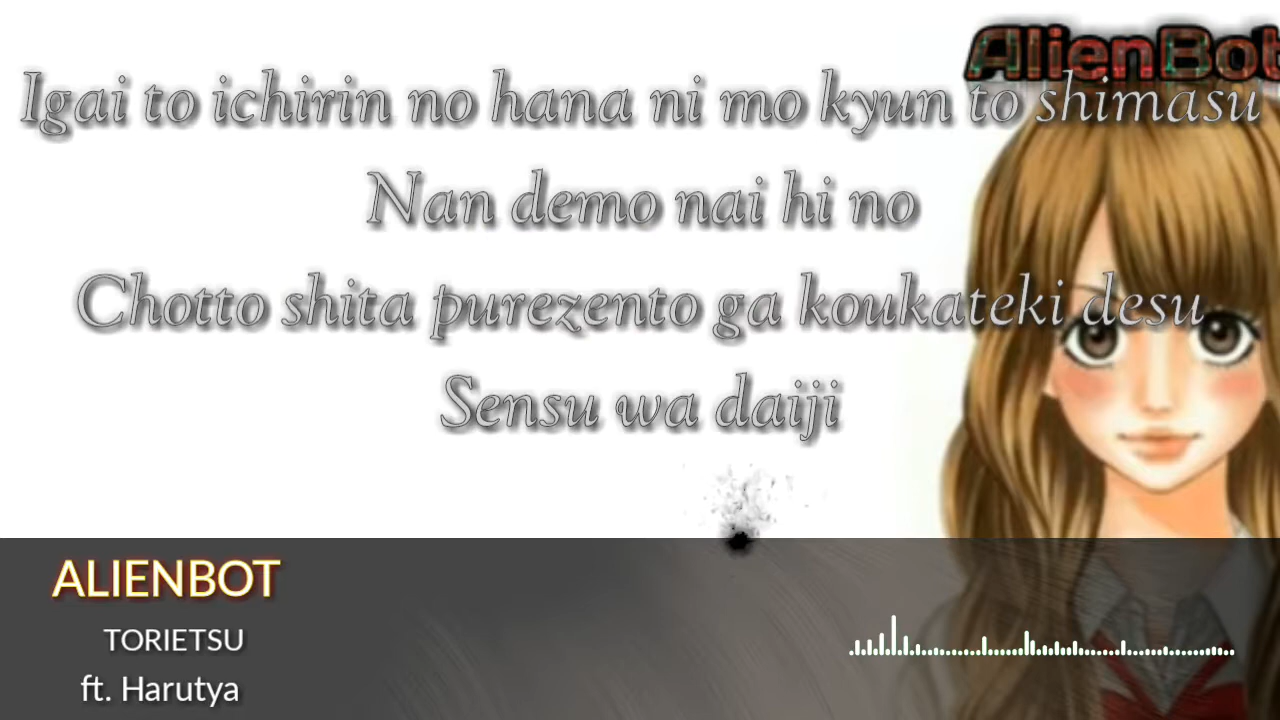 AlienBot
Igai to ichirin no hana ni mo kyun to shimasu
Nan demo nai hi no
Chotto shita purezento ga koukateki desu
Sensu wa daiji
ALIENBOT
TORIETSU
ft. Harutya